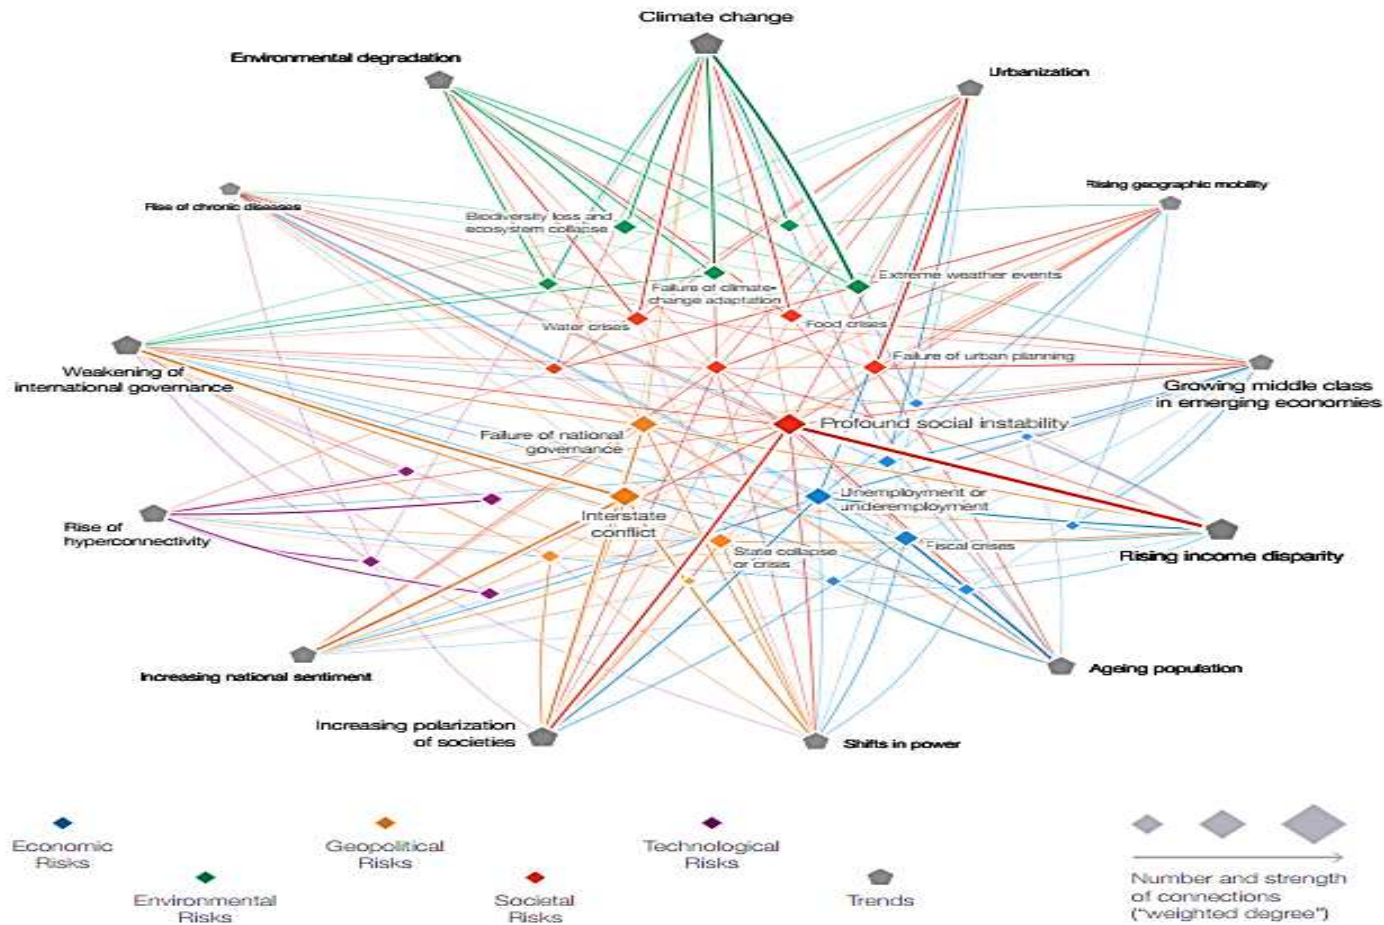 Climate change
Environmental degradation
Urbanization
Rising geographic mobility
Rise of chronic diseases
Biodiversity loss and
ecosystem collapse
Extreme weather events
Failure of climate-
change adaptation
Water crises
Food crises
Failure of urban planning
Weakening of
international governance
Growing middle class
in emerging economies
Profound social instability
Failure of national
governance
Unemployment or
underemployment
Interstate
conflict
Rise of
hyperconnectivity
State collapse
or crisis
Fiscal crises
Rising income disparity
Increasing national sentiment
Ageing population
Increasing polarization
of societies
Shifts in power
Economic
Risks
Geopolitical
Risks
Technological
Risks
Environmental
Risks
Societal
Risks
Trends
Number and strength
of connections
("weighted degree")